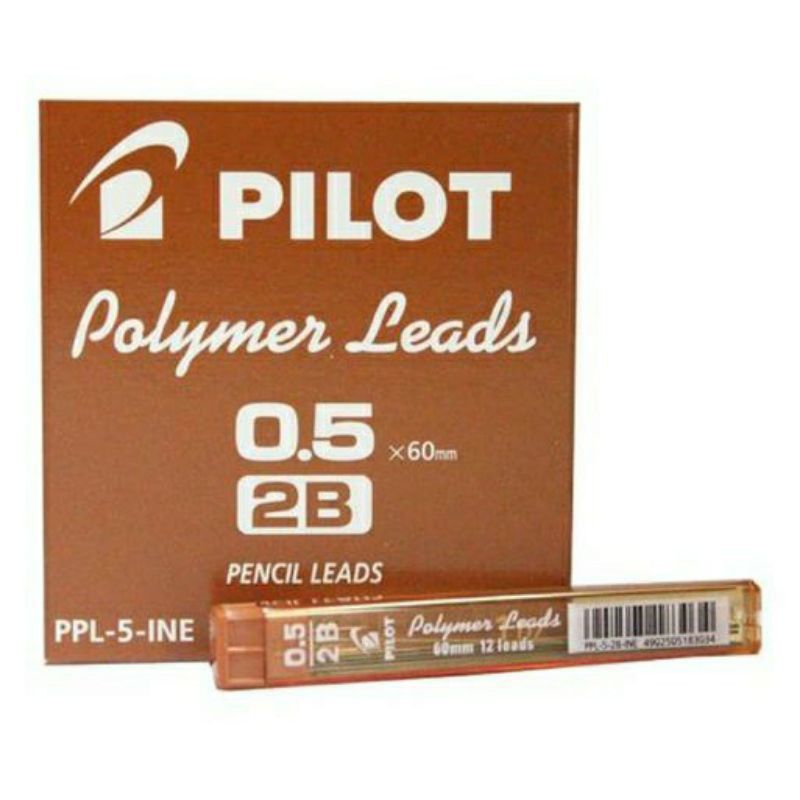 PILOT
Polymer Leads
0.5 ×60mm
2B
PENCIL LEADS
PPL-5-INE
0.5
2B
PILOT
Polymer Leads
60mm 12 leads
PPL-5-2B-INE 4902505183034